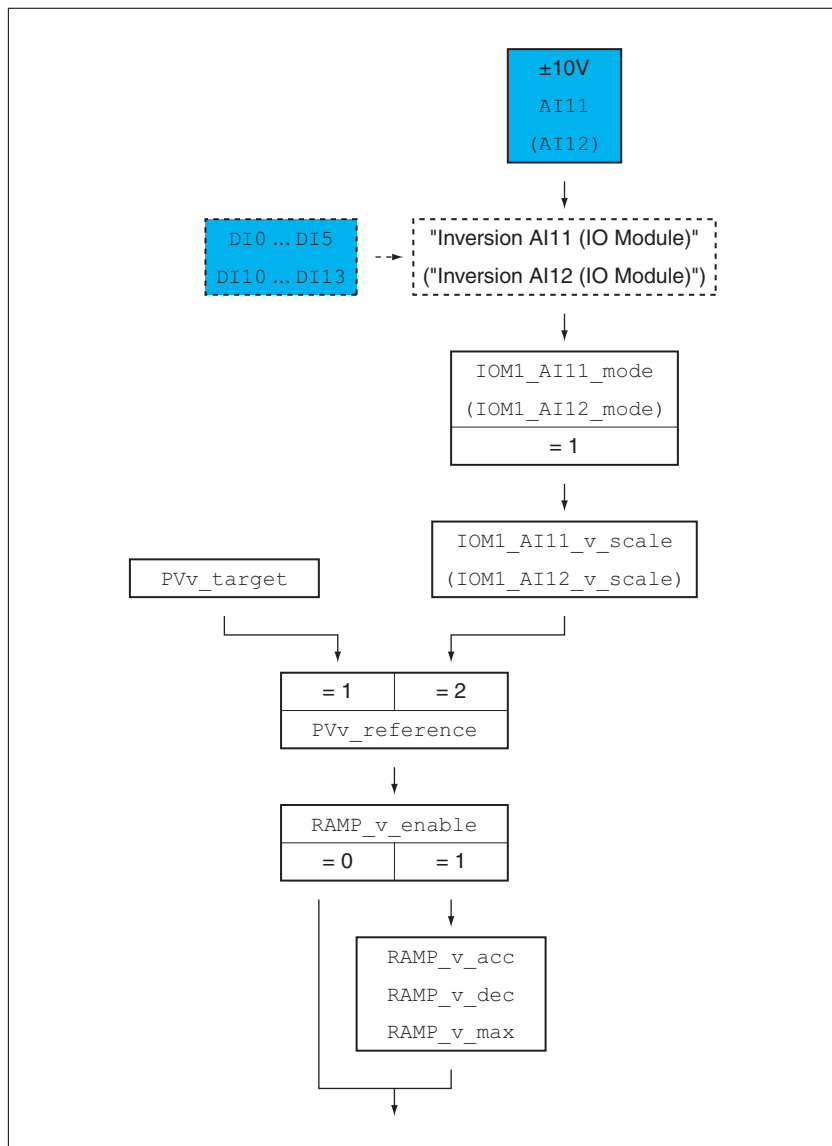 ±10V
AI11
(AI12)
DI0 ... DI5
DI10 ... DI13
"Inversion AI11 (IO Module)"
("Inversion AI12 (IO Module)")
IOM1_AI11_mode
(IOM1_AI12_mode)
= 1
IOM1_AI11_v_scale
(IOM1_AI12_v_scale)
PVv_target
= 1 = 2
PVv_reference
RAMP_v_enable
= 0 = 1
RAMP_v_acc
RAMP_v_dec
RAMP_v_max